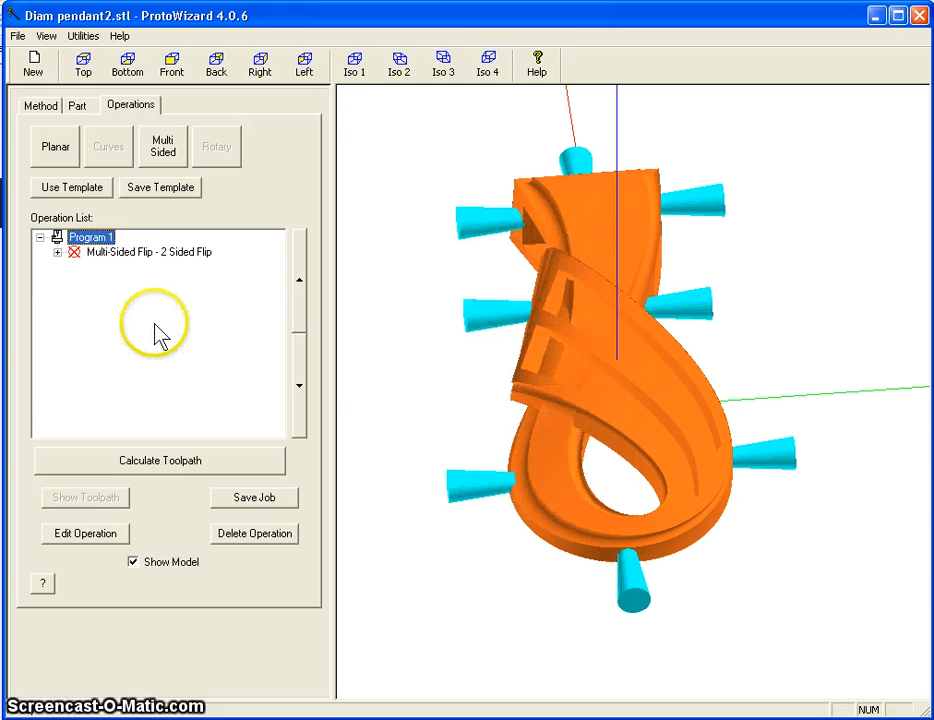 Diam pendant2.stl - ProtoWizard 4.0.6
File View Utilities Help
New Top Bottom Front Back Right Left Iso 1 Iso 2 Iso 3 Iso 4 Help
Method Part Operations
Planar Curves Multi Sided Rotary
Use Template Save Template
Operation List:
Program 1
Multi-Sided Flip - 2 Sided Flip
Calculate Toolpath
Show Toolpath Save Job
Edit Operation Delete Operation
Show Model
?
Screencast-O-Matic.com
NUM